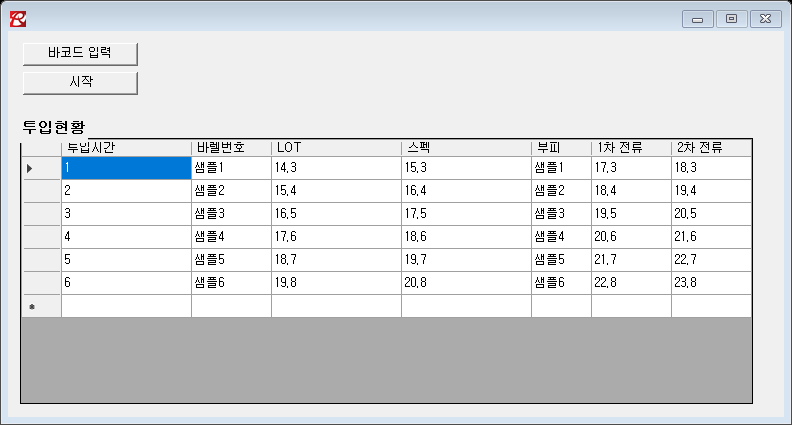 바코드 입력
시작
투입현황
투입시간 바렐번호 LOT 스펙 부피 1차 전류 2차 전류
1 샘플1 14,3 15,3 샘플1 17,3 18,3
2 샘플2 15,4 16,4 샘플2 18,4 19,4
3 샘플3 16,5 17,5 샘플3 19,5 20,5
4 샘플4 17,6 18,6 샘플4 20,6 21,6
5 샘플5 18,7 19,7 샘플5 21,7 22,7
6 샘플6 19,8 20,8 샘플6 22,8 23,8